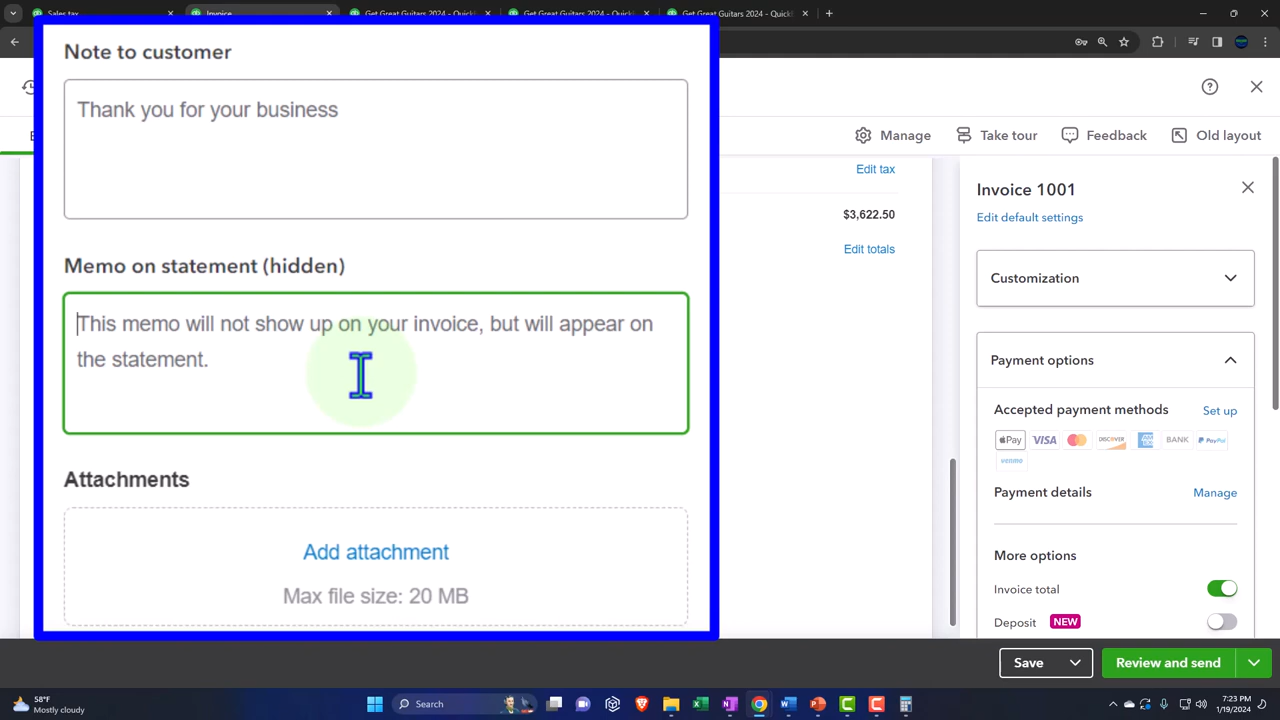 Sales tax
Invoice
Get Great Guitars 2024 - Quick
Get Great Guitars 2024 - Quick
Get Great Guitars 2024 - Quick
Note to customer
Thank you for your business
Manage
Take tour
Feedback
Old layout
Edit tax
Invoice 1001
$3,622.50
Edit default settings
Edit totals
Memo on statement (hidden)
Customization
This memo will not show up on your invoice, but will appear on
the statement.
Payment options
Accepted payment methods
Set up
Pay
VISA
DISCOVER
BANK
PayPal
venmo
Attachments
Payment details
Manage
Add attachment
More options
Max file size: 20 MB
Invoice total
Deposit
NEW
Save
Review and send
58°F
Mostly cloudy
Search
7:23 PM
1/19/2024